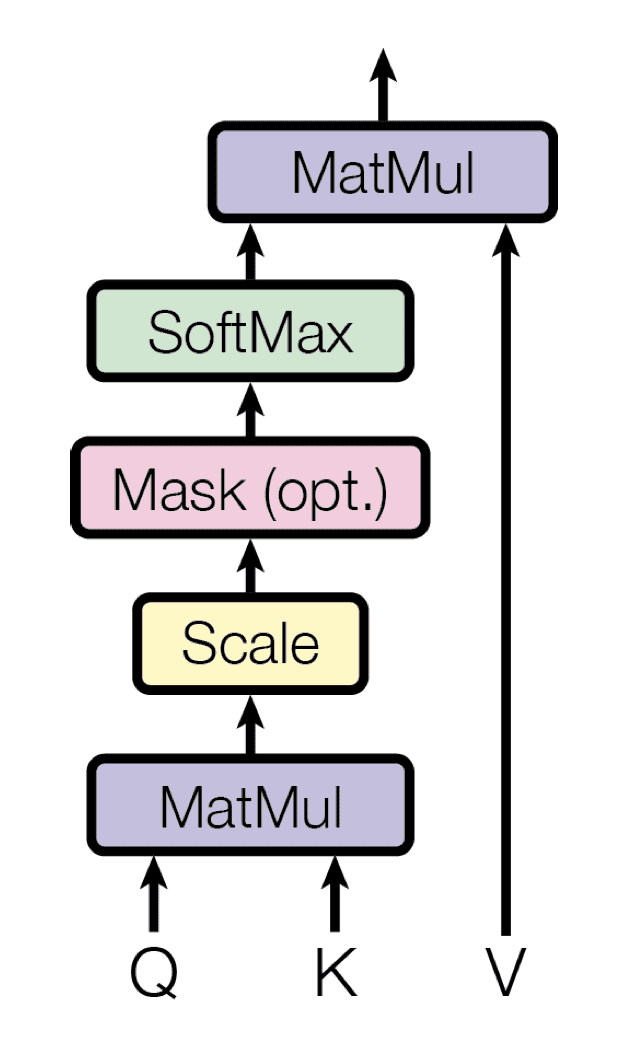 MatMul
SoftMax
Mask (opt.)
Scale
MatMul
Q K V